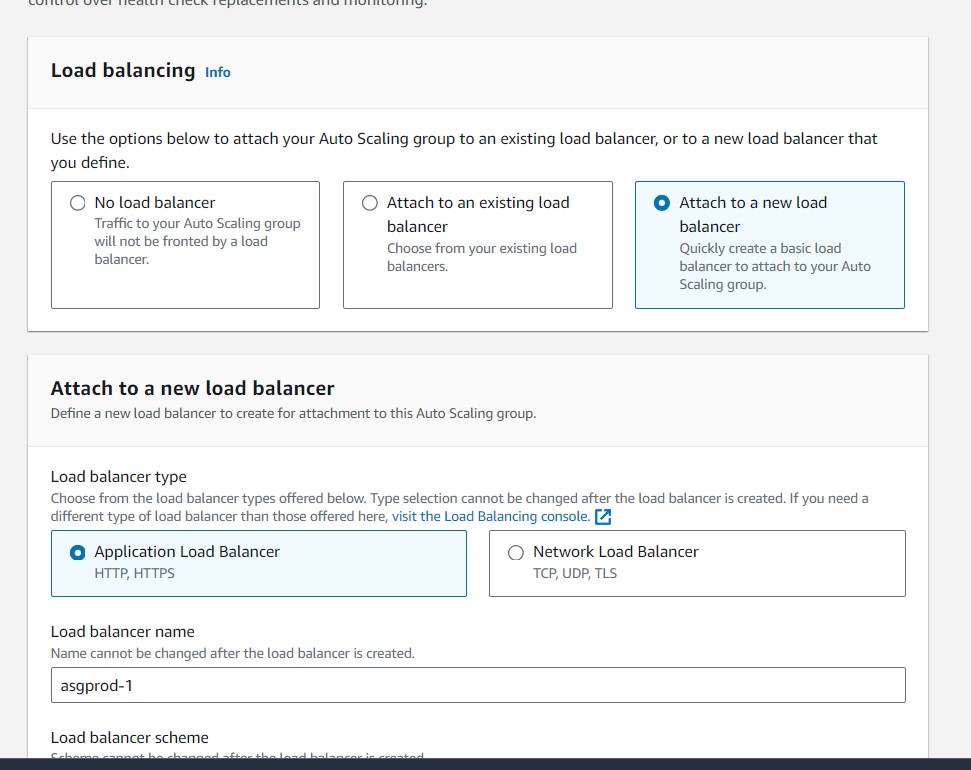 control over health check replacements and monitoring.
Load balancing Info
Use the options below to attach your Auto Scaling group to an existing load balancer, or to a new load balancer that
you define.
No load balancer
Traffic to your Auto Scaling group
will not be fronted by a load
balancer.
Attach to an existing load
balancer
Choose from your existing load
balancers.
Attach to a new load
balancer
Quickly create a basic load
balancer to attach to your Auto
Scaling group.
Attach to a new load balancer
Define a new load balancer to create for attachment to this Auto Scaling group.
Load balancer type
Choose from the load balancer types offered below. Type selection cannot be changed after the load balancer is created. If you need a
different type of load balancer than those offered here, visit the Load Balancing console.
Application Load Balancer
HTTP, HTTPS
Network Load Balancer
TCP, UDP, TLS
Load balancer name
Name cannot be changed after the load balancer is created.
asgprod-1
Load balancer scheme
Scheme cannot be changed after the load balancer is created.